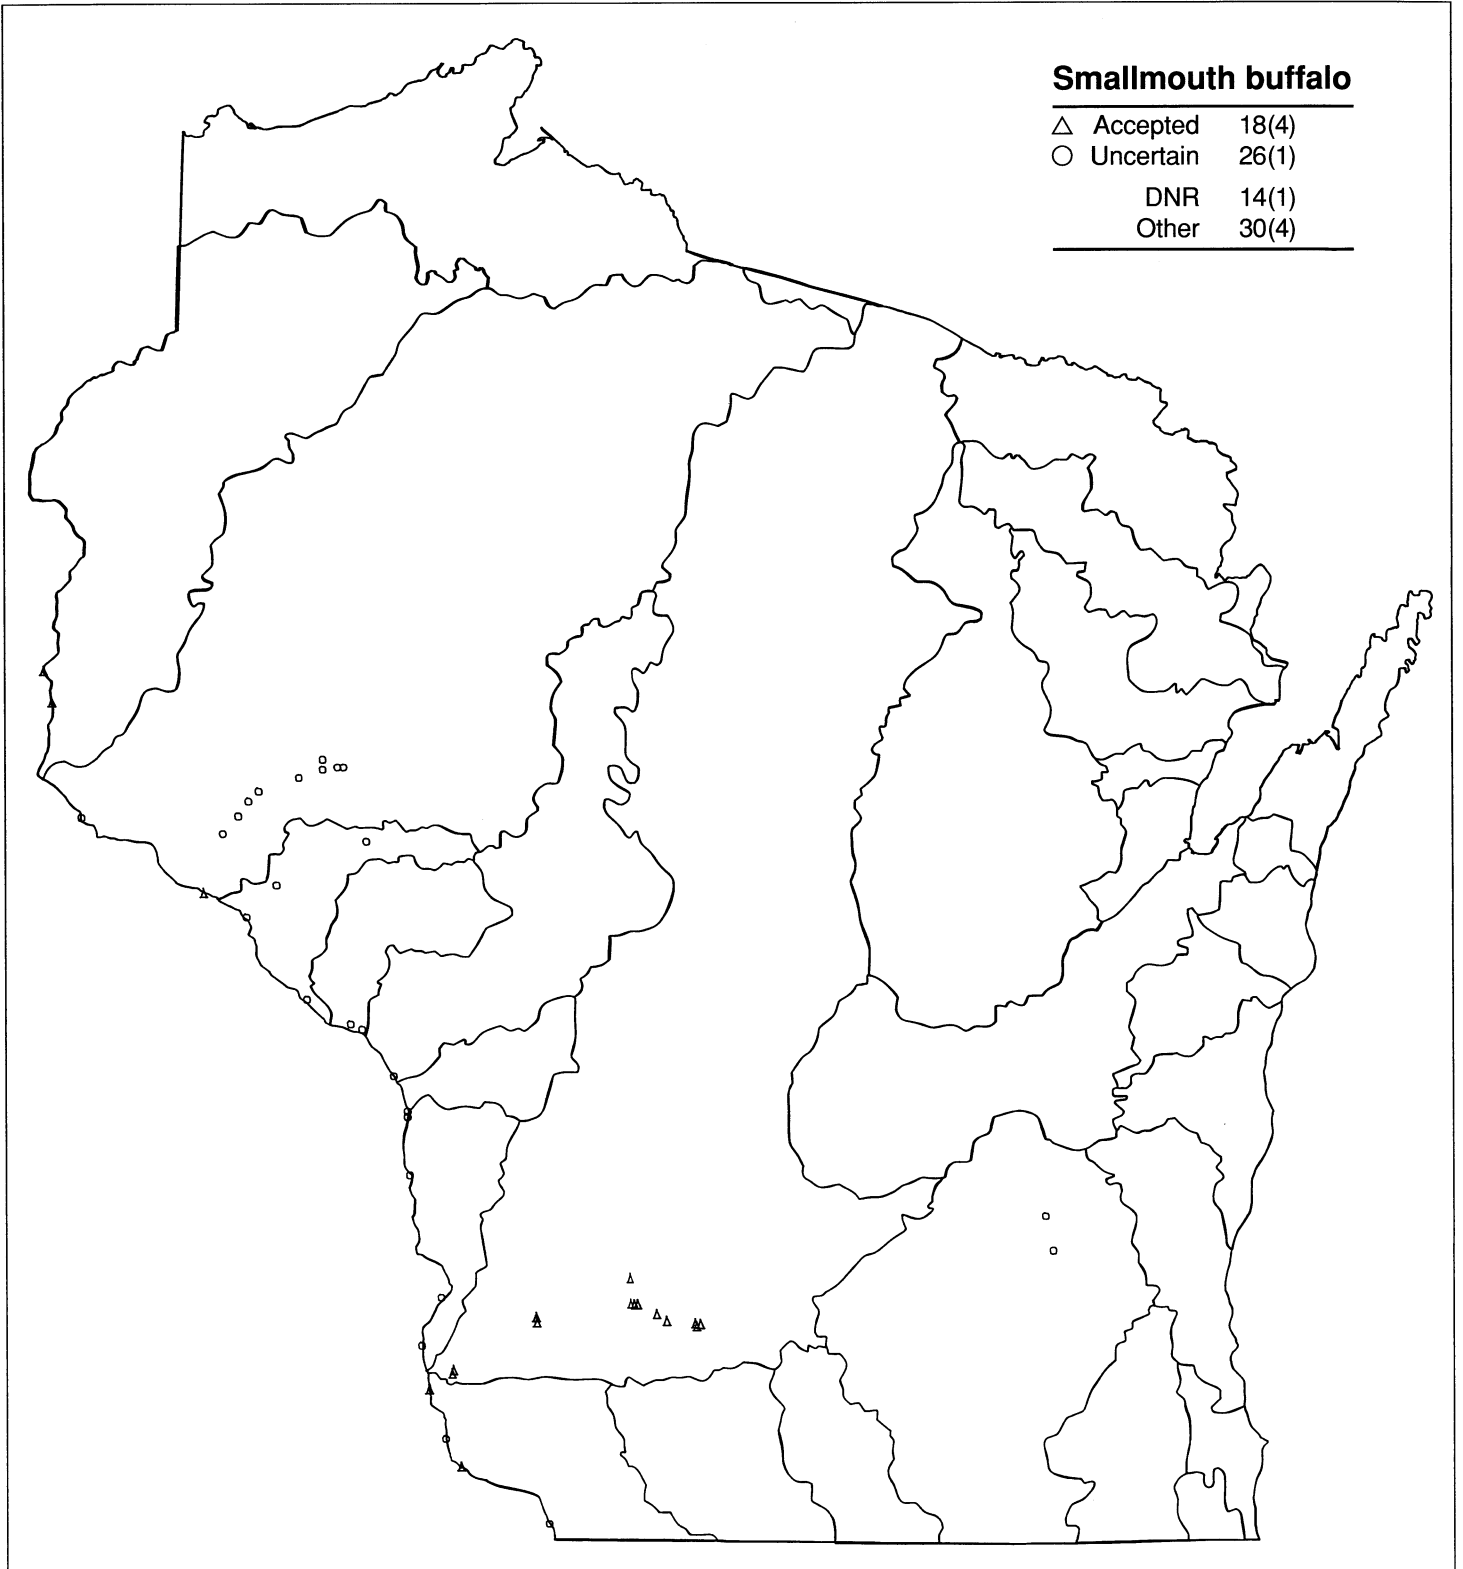 Smallmouth buffalo
△ Accepted 18(4)
○ Uncertain 26(1)
DNR 14(1)
Other 30(4)